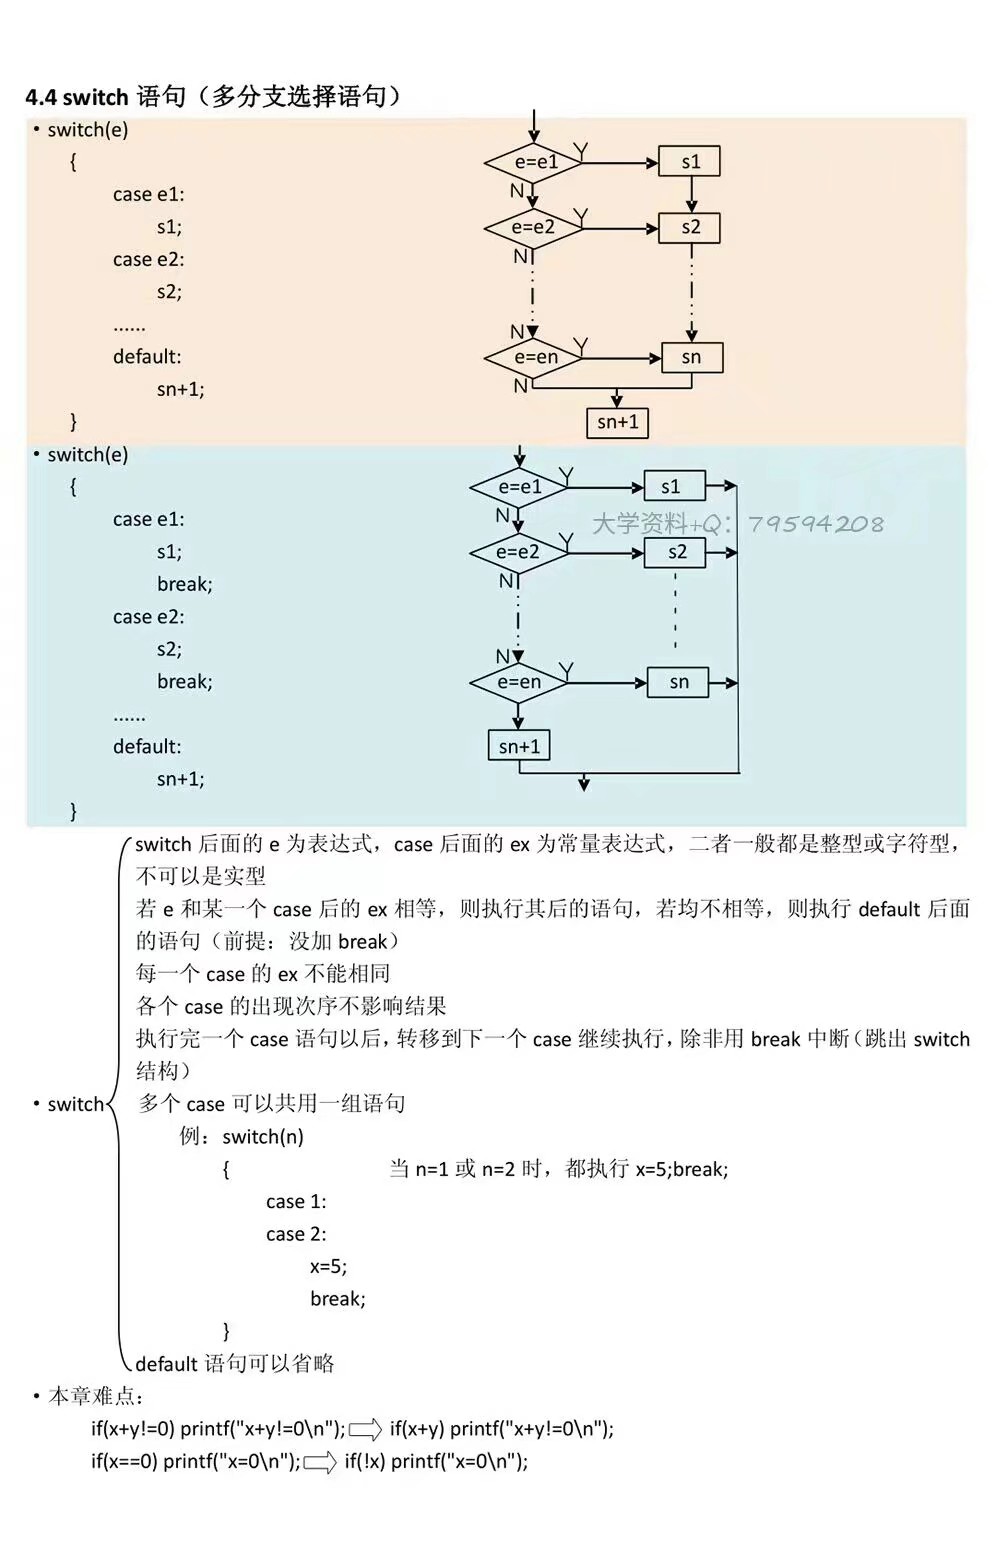 4.4 switch 语句（多分支选择语句）
·switch(e)
{
case e1:
s1;
case e2:
s2;
......
default:
sn+1;
}
e=e1
Y
s1
N
e=e2
Y
s2
N
N
e=en
Y
sn
N
sn+1
·switch(e)
{
case e1:
s1;
break;
case e2:
s2;
break;
......
default:
sn+1;
}
e=e1
Y
s1
N
大学资料+Q：79594208
e=e2
Y
s2
N
N
e=en
Y
sn
sn+1
switch 后面的 e 为表达式，case 后面的 ex 为常量表达式，二者一般都是整型或字符型，
不可以是实型
若 e 和某一个 case 后的 ex 相等，则执行其后的语句，若均不相等，则执行 default 后面
的语句（前提：没加 break）
每一个 case 的 ex 不能相同
各个 case 的出现次序不影响结果
执行完一个 case 语句以后，转移到下一个 case 继续执行，除非用 break 中断（跳出 switch
结构）
·switch
多个 case 可以共用一组语句
例：switch(n)
{ 当 n=1 或 n=2 时，都执行 x=5;break;
case 1:
case 2:
x=5;
break;
}
default 语句可以省略
·本章难点：
if(x+y!=0) printf("x+y!=0\n"); if(x+y) printf("x+y!=0\n");
if(x==0) printf("x=0\n"); if(!x) printf("x=0\n");